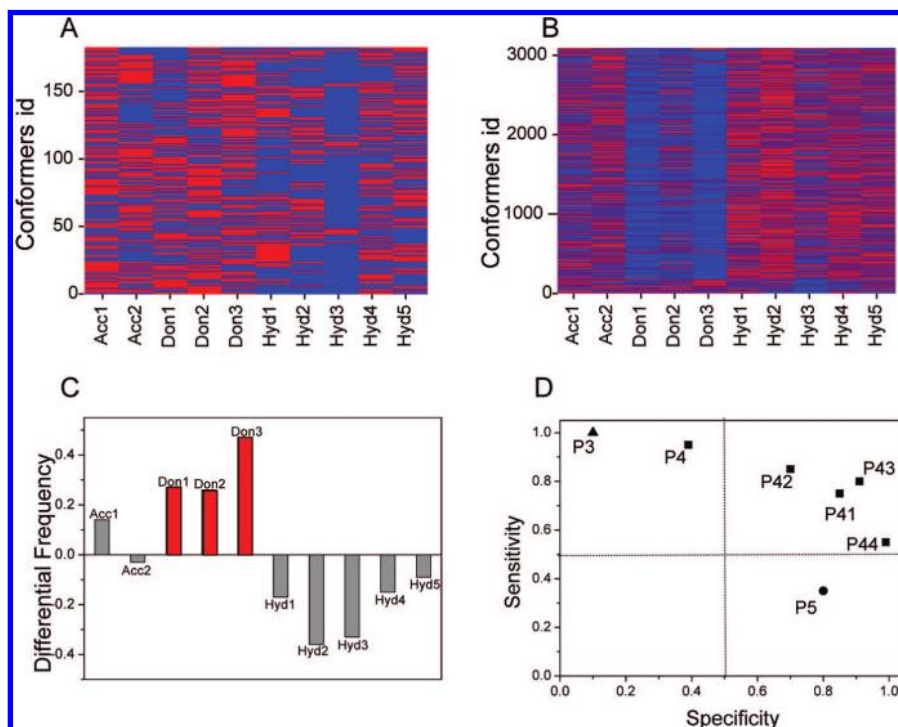 A
Conformers id
150
100
50
0
Acc1 Acc2 Don1 Don2 Don3 Hyd1 Hyd2 Hyd3 Hyd4 Hyd5
B
Conformers id
3000
2000
1000
0
Acc1 Acc2 Don1 Don2 Don3 Hyd1 Hyd2 Hyd3 Hyd4 Hyd5
C
Differential Frequency
0.4
0.2
0.0
0.2
0.4
Acc1
Acc2
Don1
Don2
Don3
Hyd1
Hyd2
Hyd3
Hyd4
Hyd5
D
Sensitivity
1.0
0.8
0.6
0.4
0.2
0.0
P3
P4
P42
P43
P41
P44
P5
0.0 0.2 0.4 0.6 0.8 1.0
Specificity